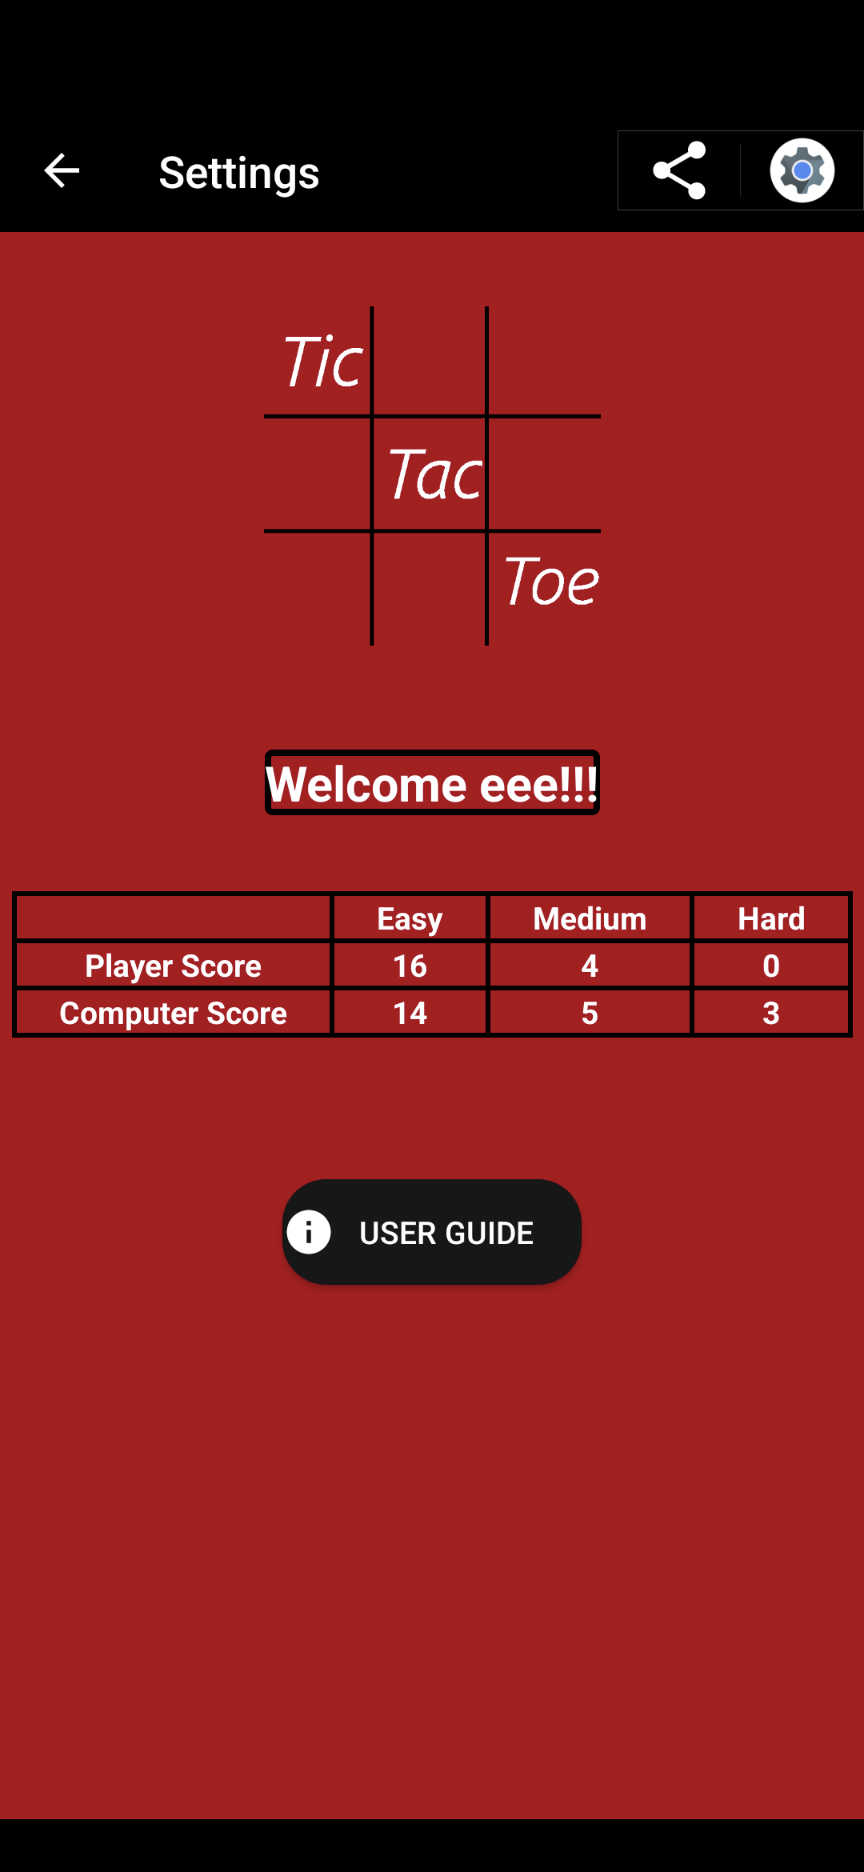 Settings
Tic
Tac
Toe
Welcome eee!!!
Easy Medium Hard
Player Score 16 4 0
Computer Score 14 5 3
USER GUIDE